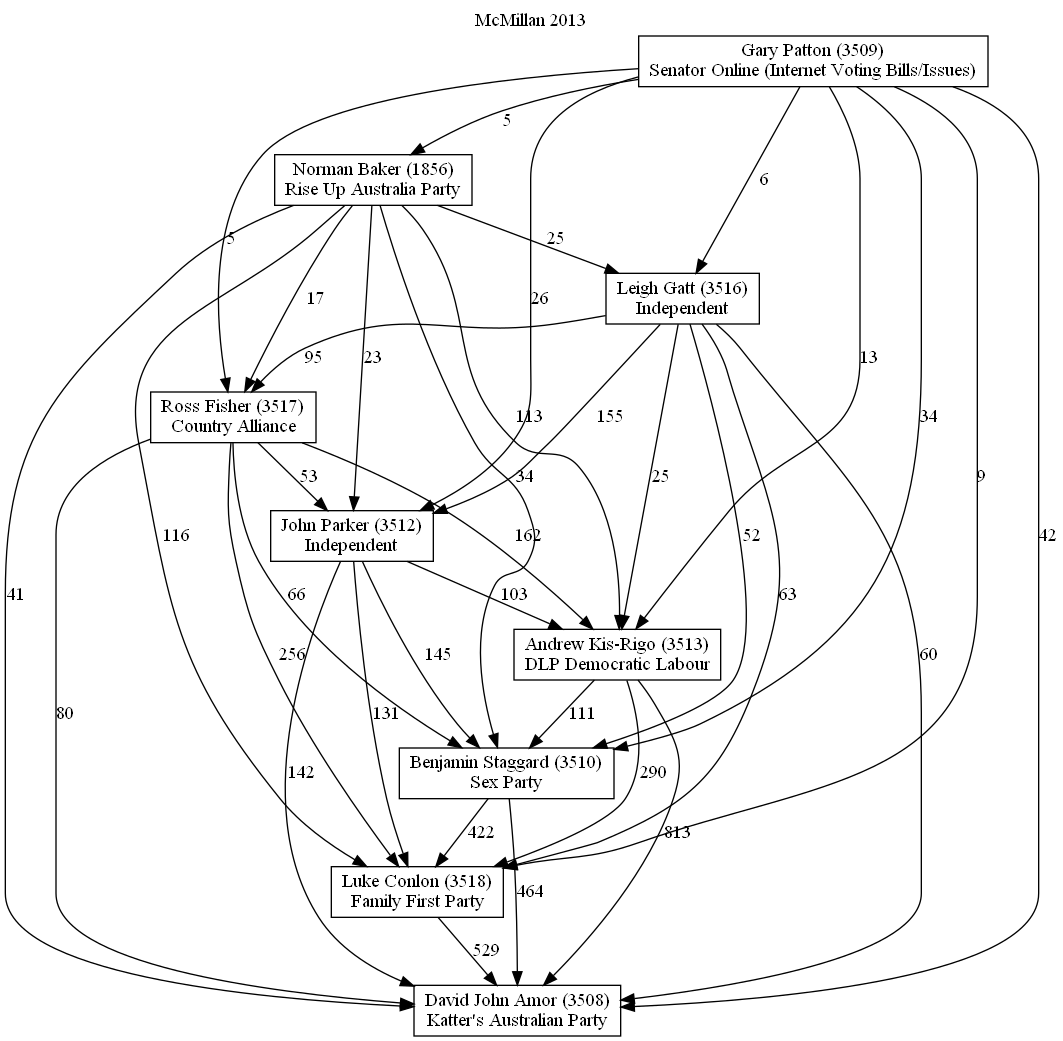 McMillan 2013
Gary Patton (3509)
Senator Online (Internet Voting Bills/Issues)
5
Norman Baker (1856)
Rise Up Australia Party
6
5
25
Leigh Gatt (3516)
Independent
17
26
95
23
13
Ross Fisher (3517)
Country Alliance
113
155
34
53
34
25
9
John Parker (3512)
Independent
116
162
52
42
41
66
103
63
Andrew Kis-Rigo (3513)
DLP Democratic Labour
256
145
60
80
131
111
Benjamin Staggard (3510)
Sex Party
142
290
422
813
Luke Conlon (3518)
Family First Party
464
529
David John Amor (3508)
Katter's Australian Party